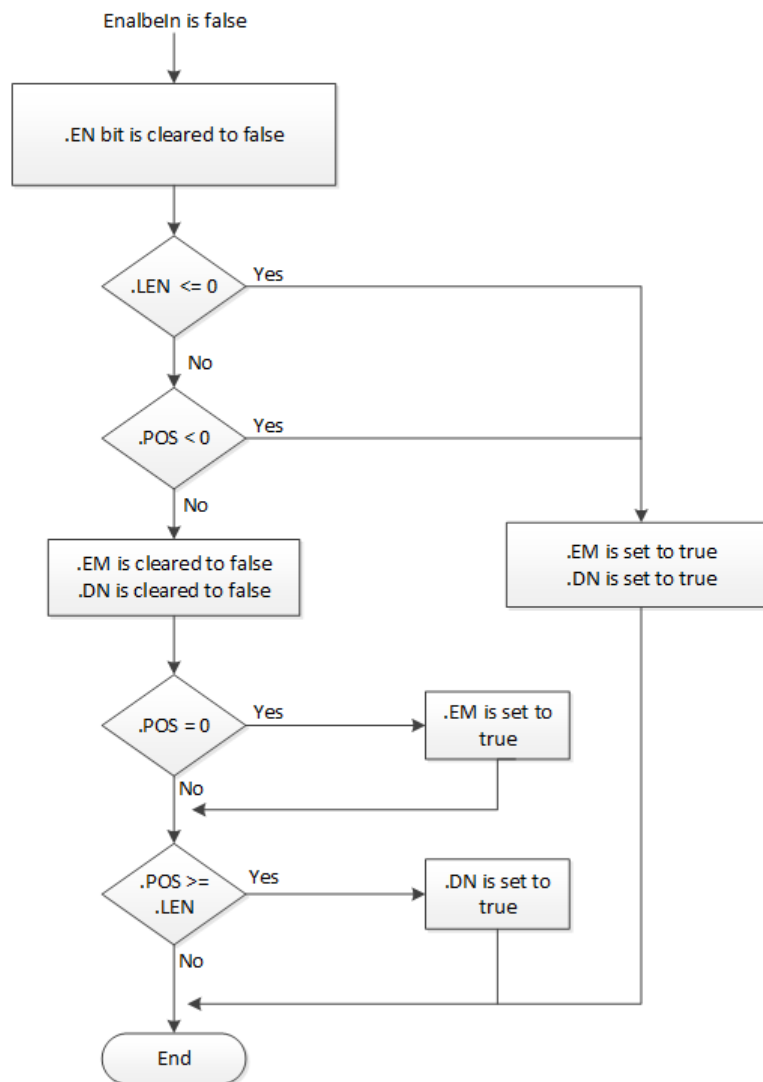 EnalbeIn is false
.EN bit is cleared to false
.LEN <= 0
Yes
No
.POS < 0
Yes
No
.EM is cleared to false
.DN is cleared to false
.EM is set to true
.DN is set to true
.POS = 0
Yes
.EM is set to
true
No
.POS >=
.LEN
Yes
.DN is set to
true
No
End